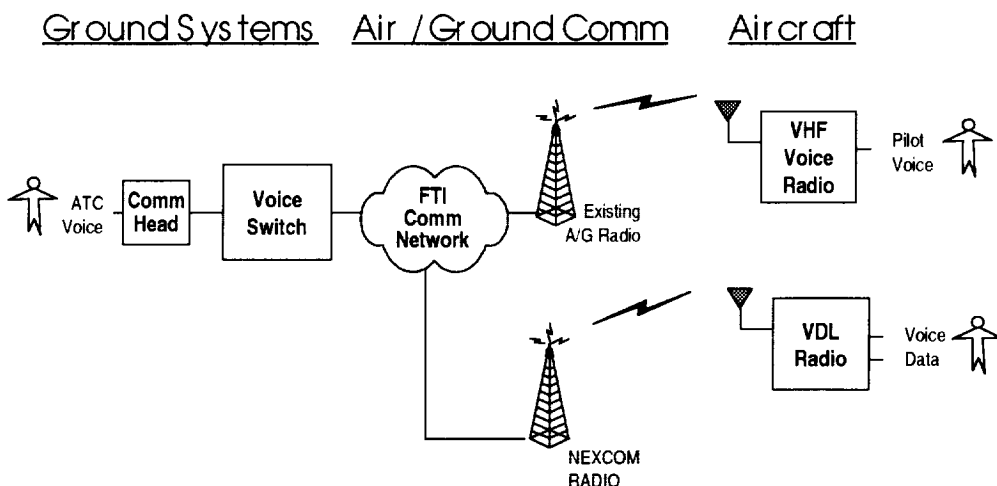 Ground Systems
Air / Ground Comm
Aircraft
ATC
Voice
Comm
Head
Voice
Switch
FTI
Comm
Network
Existing
A/G Radio
VHF
Voice
Radio
Pilot
Voice
NEXCOM
RADIO
VDL
Radio
Voice
Data